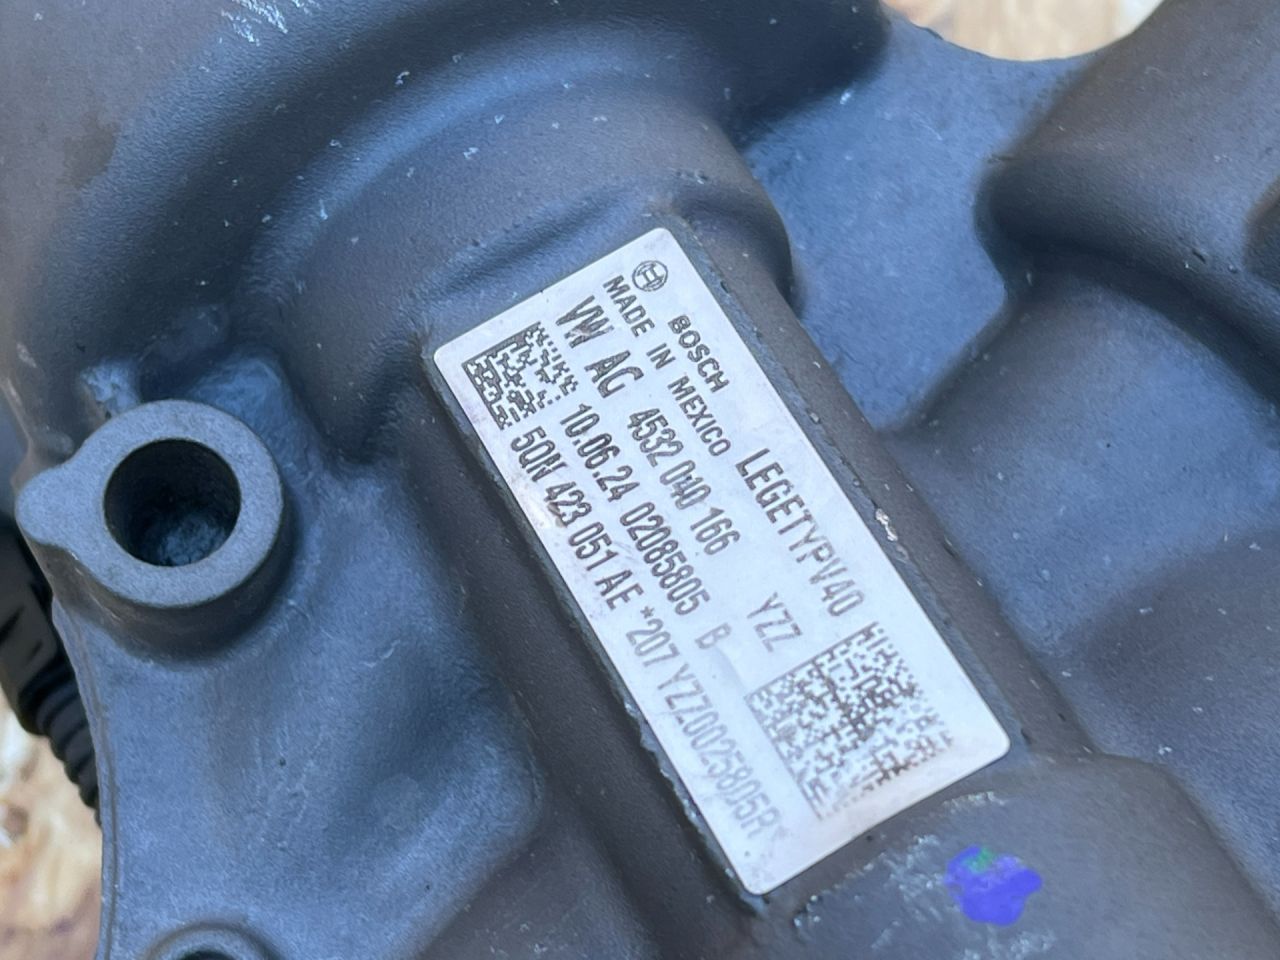 BOSCH
MADE IN MEXICO LEGETYPV40
VW AG 4532 040 166 YZZ
10.06.24 02085805 B
5QN 423 051 AE *207 YZZ0025805R*